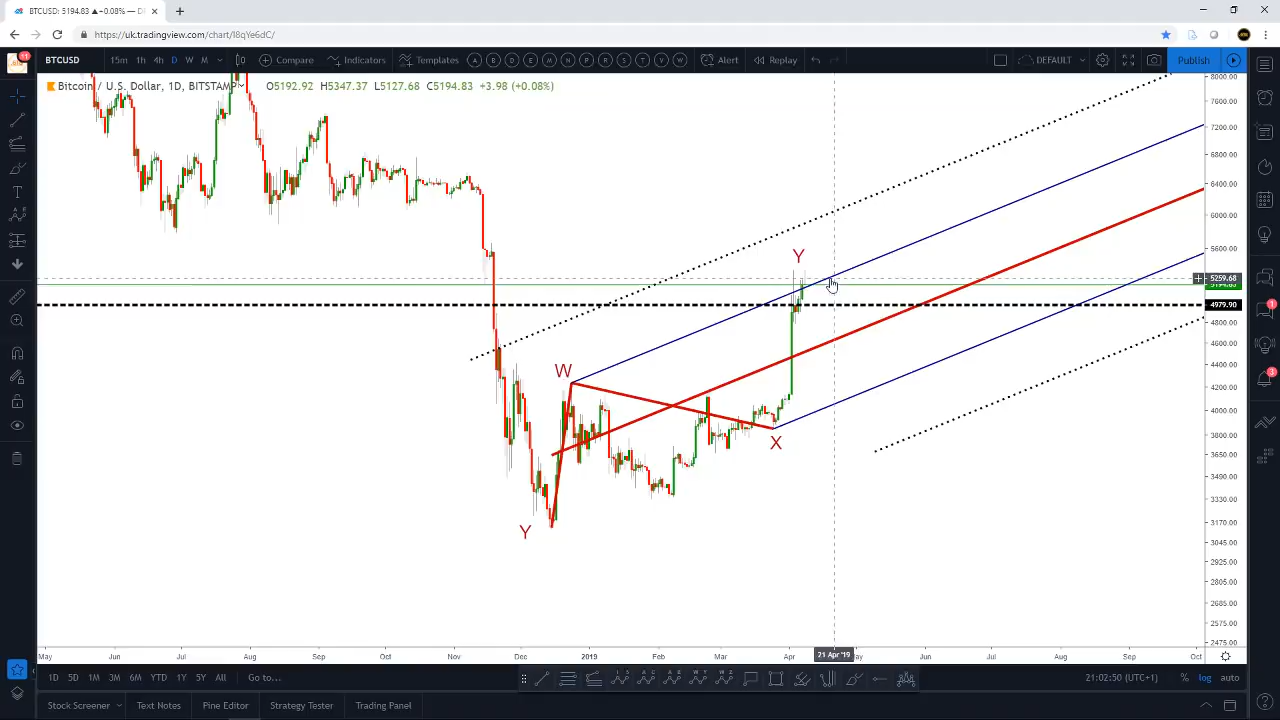 BTCUSD: 5194.83 ▲+0.08% —
https://uk.tradingview.com/chart/I8qYe6dC/
11
BTCUSD 15m 1h 4h D W M Compare Indicators Templates A B D E F M N P R S T V W Alert Replay DEFAULT Publish
Bitcoin / U.S. Dollar, 1D, BITSTAMP O5192.92 H5347.37 L5127.68 C5194.83 +3.98 (+0.08%)
8000.00
7600.00
7200.00
6800.00
6400.00
6000.00
5600.00
Y
5259.68
5194.83
4979.90
1
4800.00
4600.00
4400.00
W
3
4200.00
4000.00
3800.00
X
3650.00
3490.00
3330.00
3170.00
Y
3045.00
2925.00
2805.00
2685.00
2575.00
2475.00
May Jun Jul Aug Sep Oct Nov Dec 2019 Feb Mar Apr 21 Apr '19 Jun Jul Aug Sep Oct
1D 5D 1M 3M 6M YTD 1Y 5Y All Go to... 21:02:50 (UTC+1) % log auto
Stock Screener Text Notes Pine Editor Strategy Tester Trading Panel